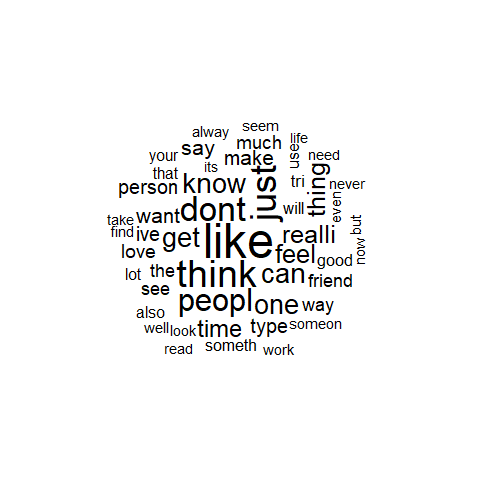 seem
alway
life
much
use
say
your
make
need
its
just
that
know
tri
thing
never
person
dont
will
even
want
but
take
like
realli
find
ive
get
now
love
feel
good
lot
the
think
can
friend
see
peopl
one
way
also
type
someon
well
look
time
read
someth
work